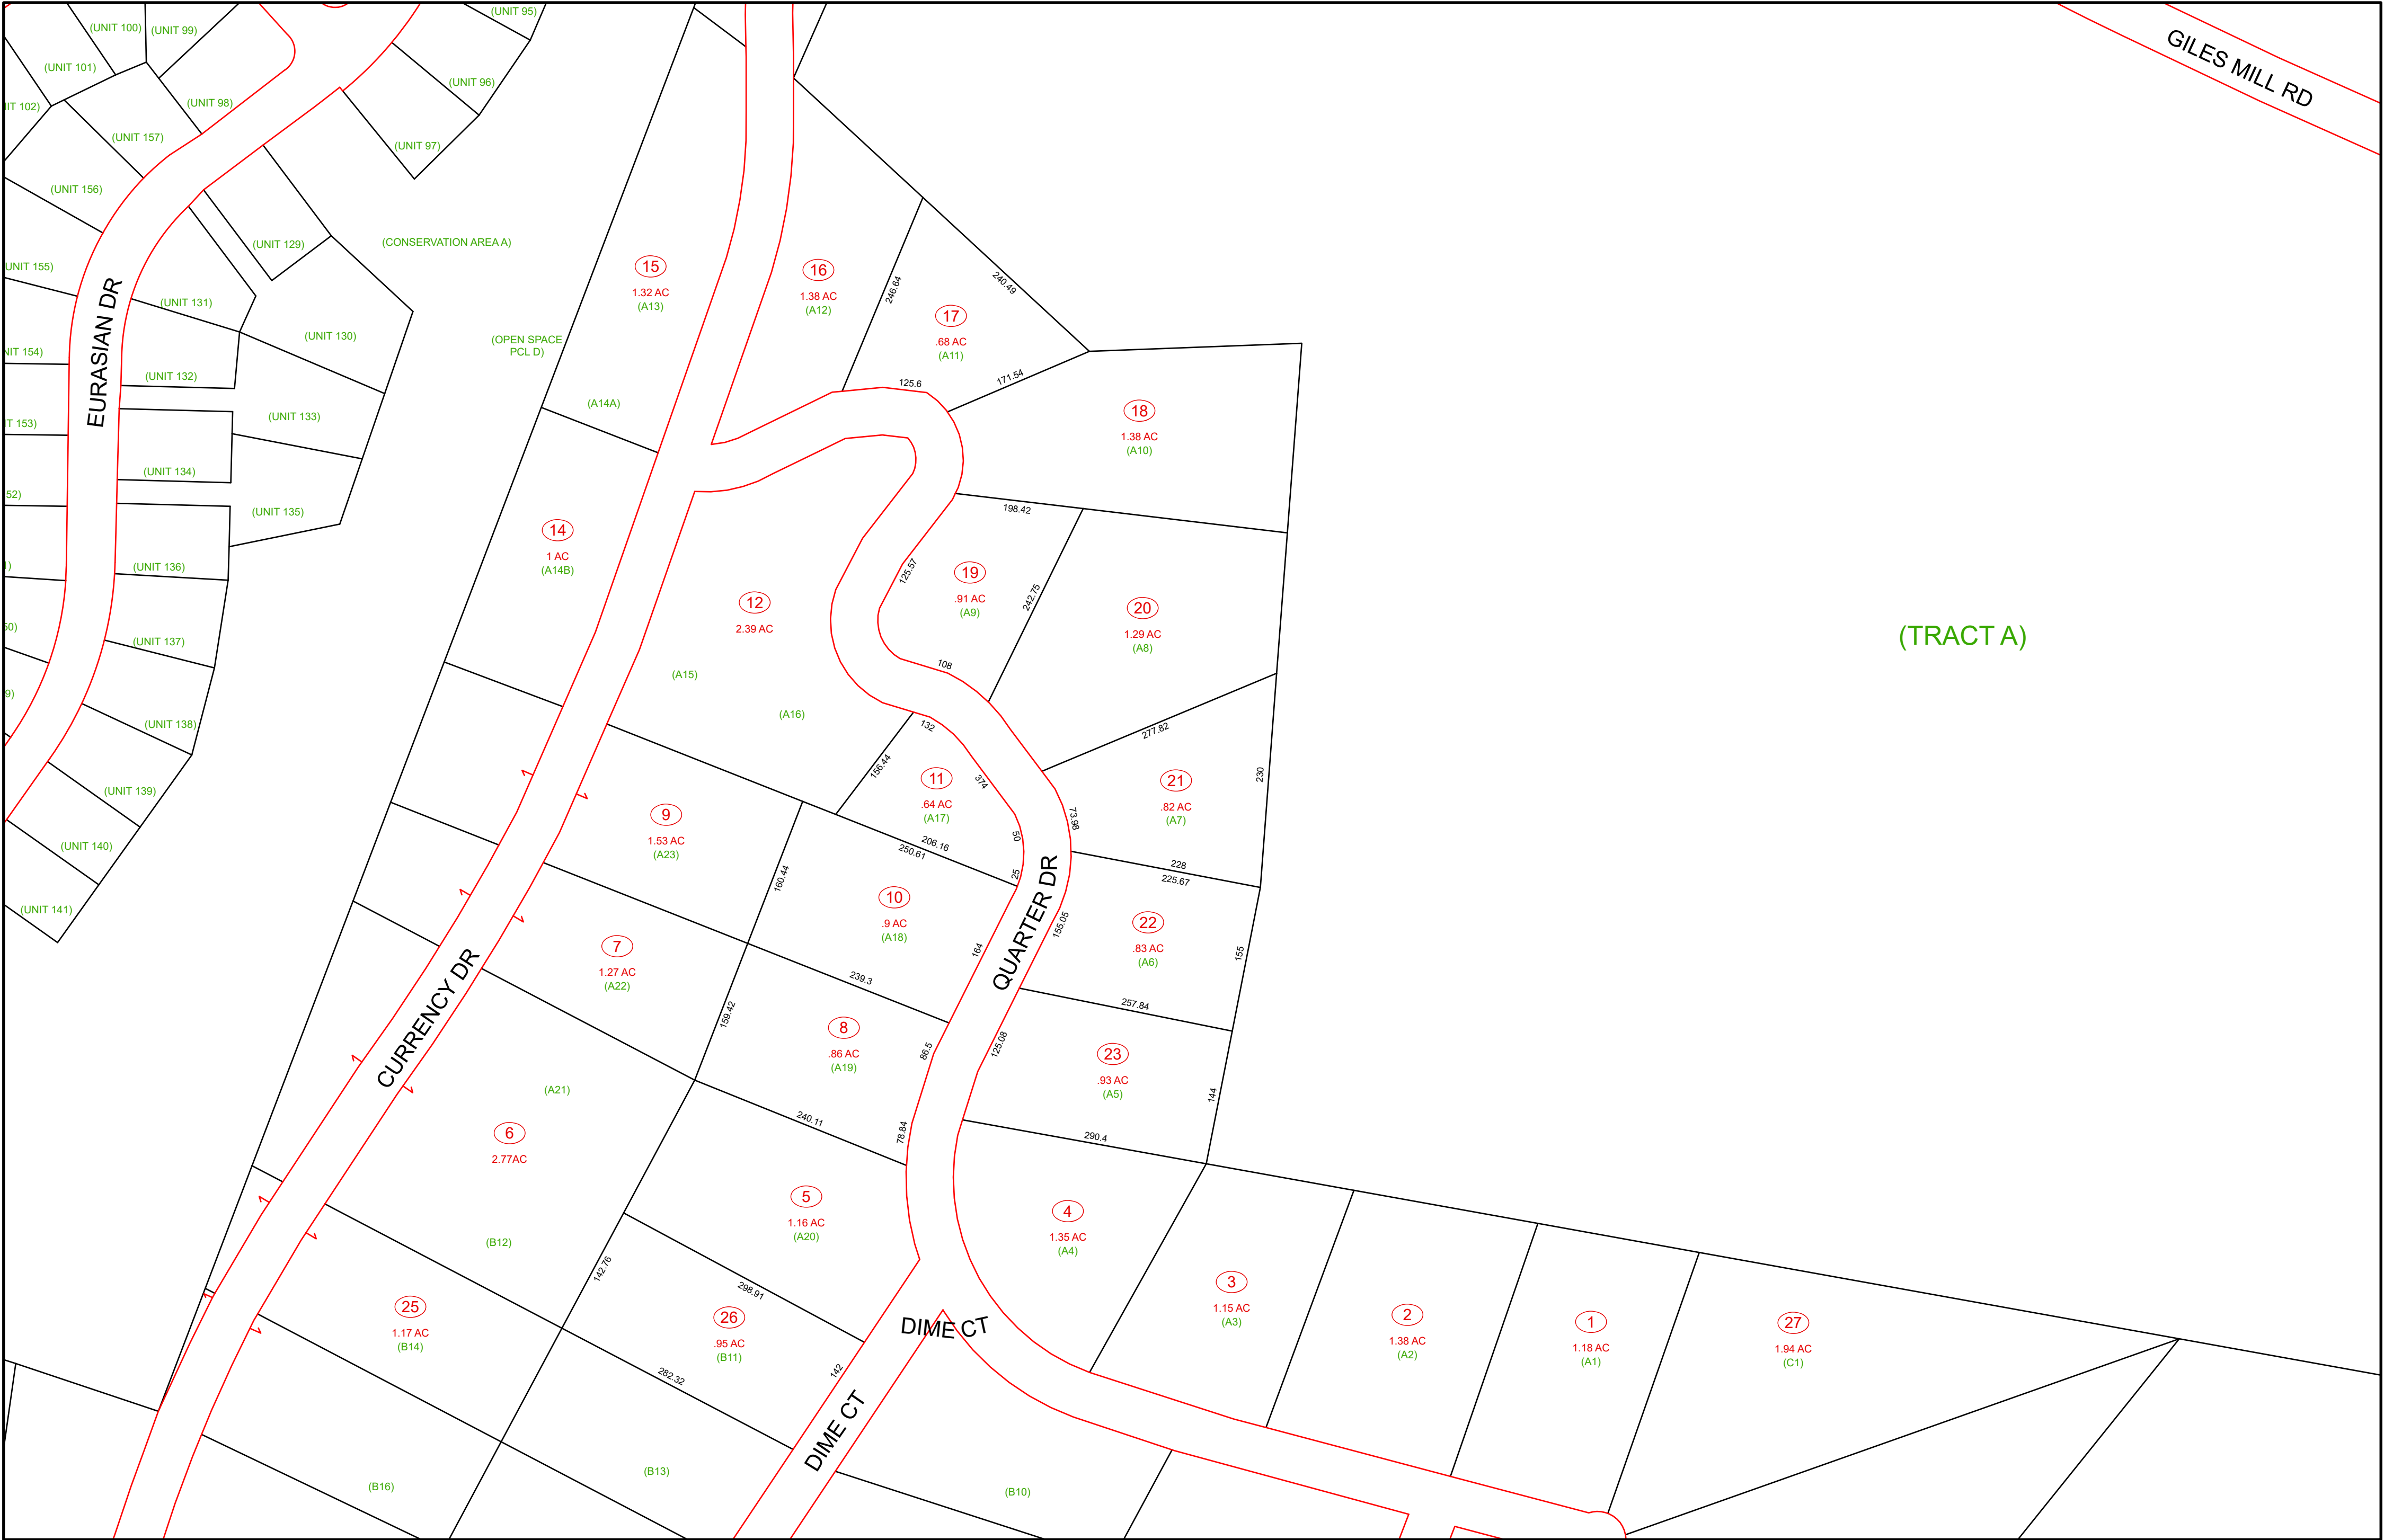 (UNIT 95)
(UNIT 100)
(UNIT 99)
GILES MILL RD
(UNIT 101)
(UNIT 96)
(UNIT 98)
(UNIT 157)
(UNIT 97)
(UNIT 156)
(UNIT 129)
(CONSERVATION AREA A)
UNIT 155)
(UNIT 131)
(UNIT 130)
EURASIAN DR
(OPEN SPACE
PCL D)
(UNIT 132)
(UNIT 133)
(UNIT 134)
(UNIT 135)
(UNIT 136)
(UNIT 137)
(UNIT 138)
(UNIT 139)
(UNIT 140)
(UNIT 141)
15
1.32 AC
(A13)
(A14A)
16
1.38 AC
(A12)
246.64
240.49
17
.68 AC
(A11)
125.6
171.54
18
1.38 AC
(A10)
198.42
14
1 AC
(A14B)
12
2.39 AC
(A15)
(A16)
125.57
19
.91 AC
(A9)
242.75
108
20
1.29 AC
(A8)
(TRACT A)
277.82
21
.82 AC
(A7)
230
73.98
228
225.67
132
156.44
374
11
.64 AC
(A17)
50
25
206.16
250.61
9
1.53 AC
(A23)
160.44
10
.9 AC
(A18)
164
QUARTER DR
155.05
22
.83 AC
(A6)
155
257.84
7
1.27 AC
(A22)
159.42
239.3
8
.86 AC
(A19)
86.5
78.84
125.08
23
.93 AC
(A5)
144
290.4
CURRENCY DR
(A21)
6
2.77AC
(B12)
240.11
5
1.16 AC
(A20)
298.91
142.76
4
1.35 AC
(A4)
3
1.15 AC
(A3)
2
1.38 AC
(A2)
1
1.18 AC
(A1)
27
1.94 AC
(C1)
25
1.17 AC
(B14)
26
.95 AC
(B11)
142
282.32
DIME CT
DIME CT
(B16)
(B13)
(B10)